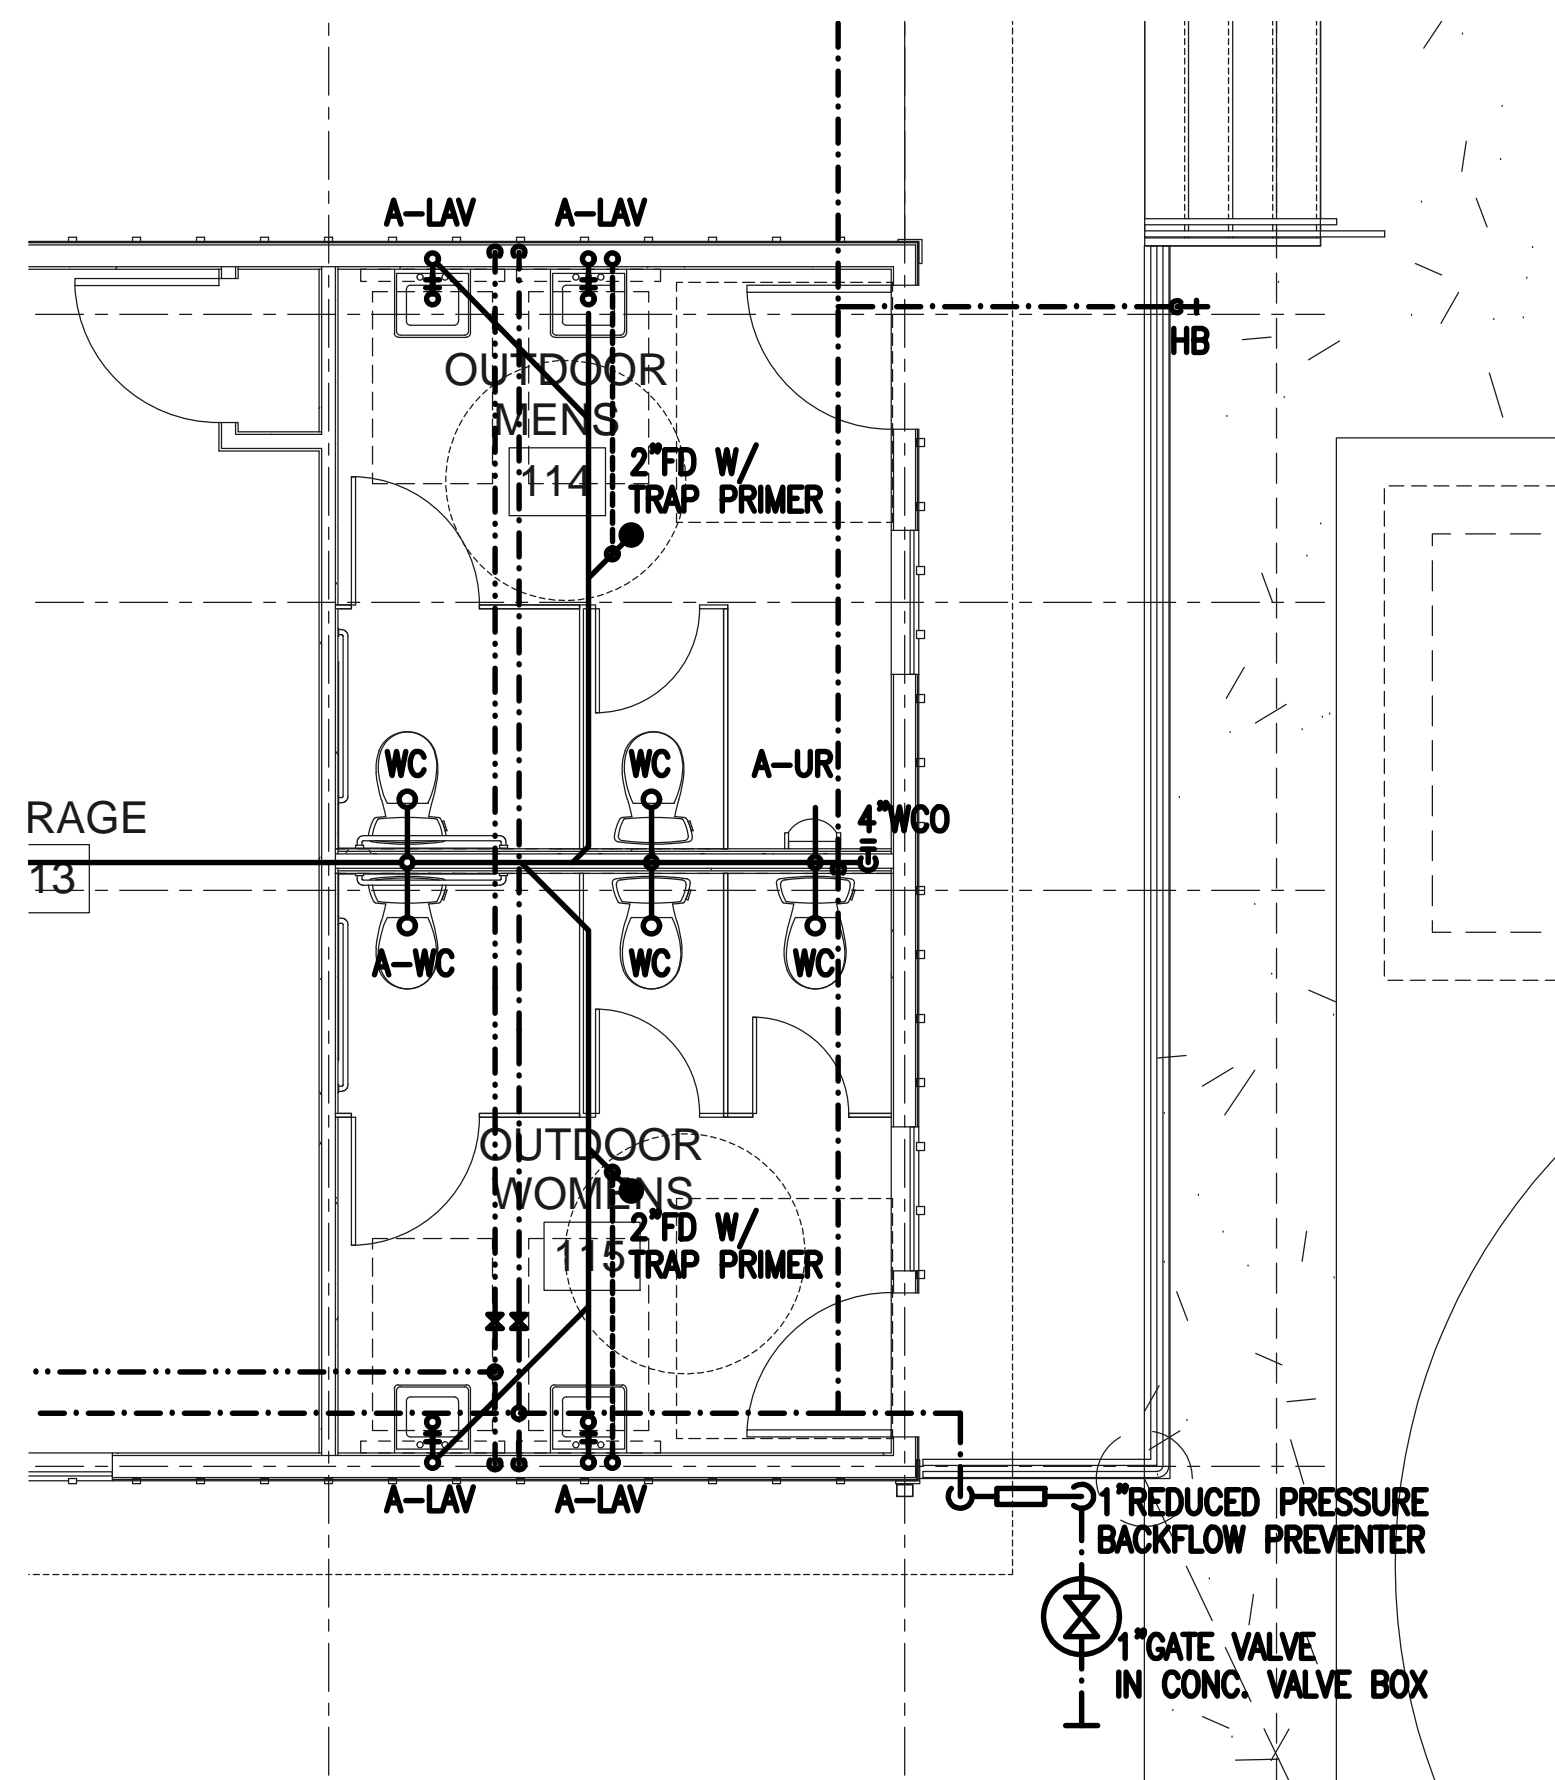 A-LAV
A-LAV
HB
OUTDOOR
MENS
114
2"FD W/
TRAP PRIMER
WC
WC
A-UR
RAGE
13
4"WCO
A-WC
WC
WC
OUTDOOR
WOMENS
115
2"FD W/
TRAP PRIMER
A-LAV
A-LAV
1"REDUCED PRESSURE
BACKFLOW PREVENTER
1"GATE VALVE
IN CONC. VALVE BOX